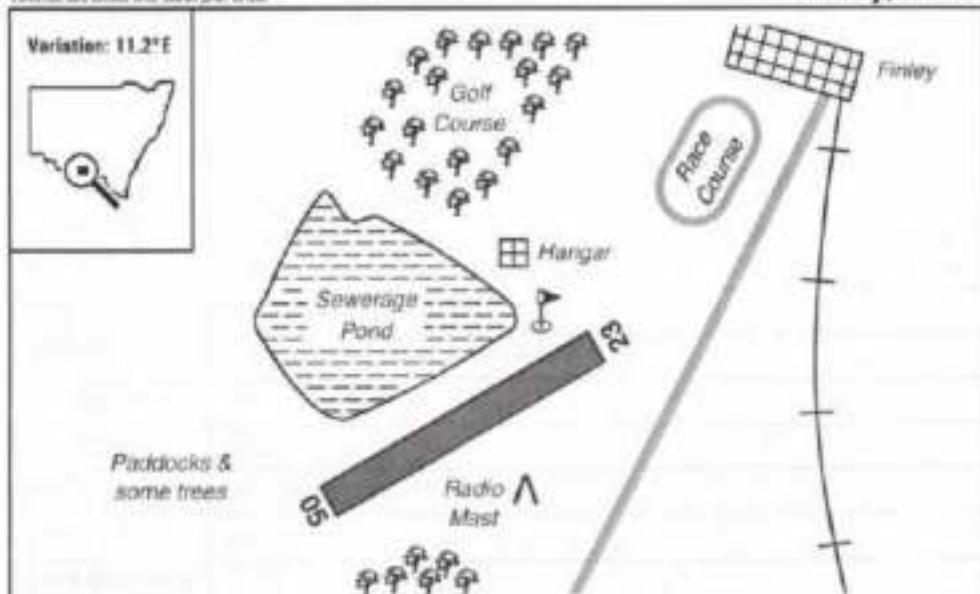 Variation: 11.2° E
Finley
Golf
Course
Race
Course
Hangar
Sewerage
Pond
23
Paddocks &
some trees
05
Radio
Mast